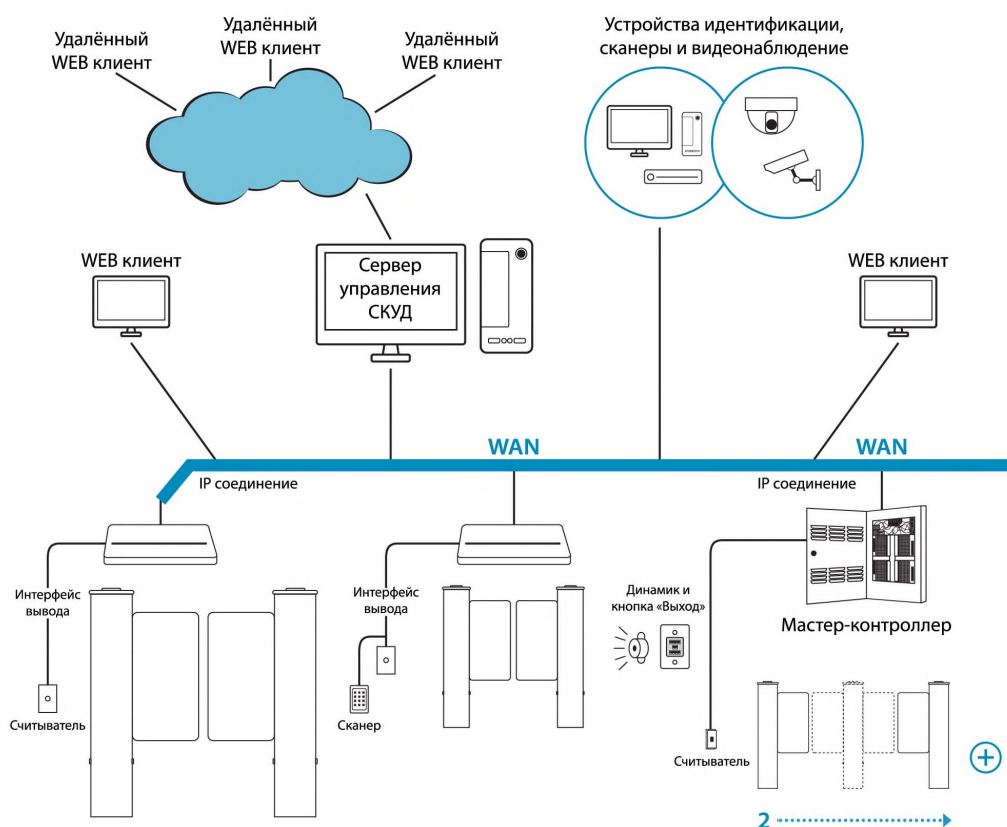 Удалённый
WEB клиент
Удалённый
WEB клиент
Удалённый
WEB клиент
Устройства идентификации,
сканеры и видеонаблюдение
WEB клиент
Сервер
управления
СКУД
WEB клиент
WAN
WAN
IP соединение
IP соединение
Интерфейс
вывода
Интерфейс
вывода
Динамик и
кнопка «Выход»
Мастер-контроллер
Считыватель
Сканер
Считыватель
2